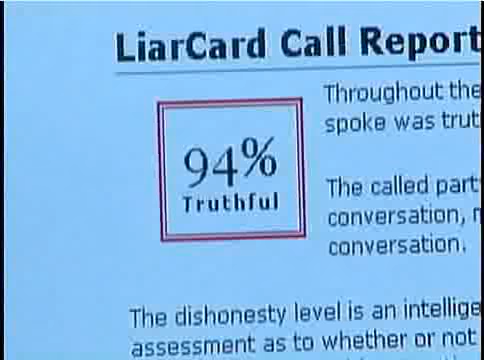 LiarCard Call Report
Throughout the
spoke was
94%
Truthful
The called
conversation,
conversation.
The dishonesty level is an
assessment as to whether or not